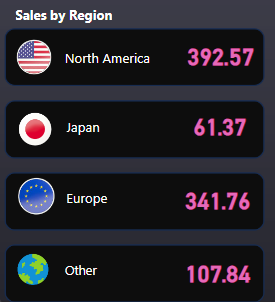 Sales by Region
North America 392.57
Japan 61.37
Europe 341.76
Other 107.84